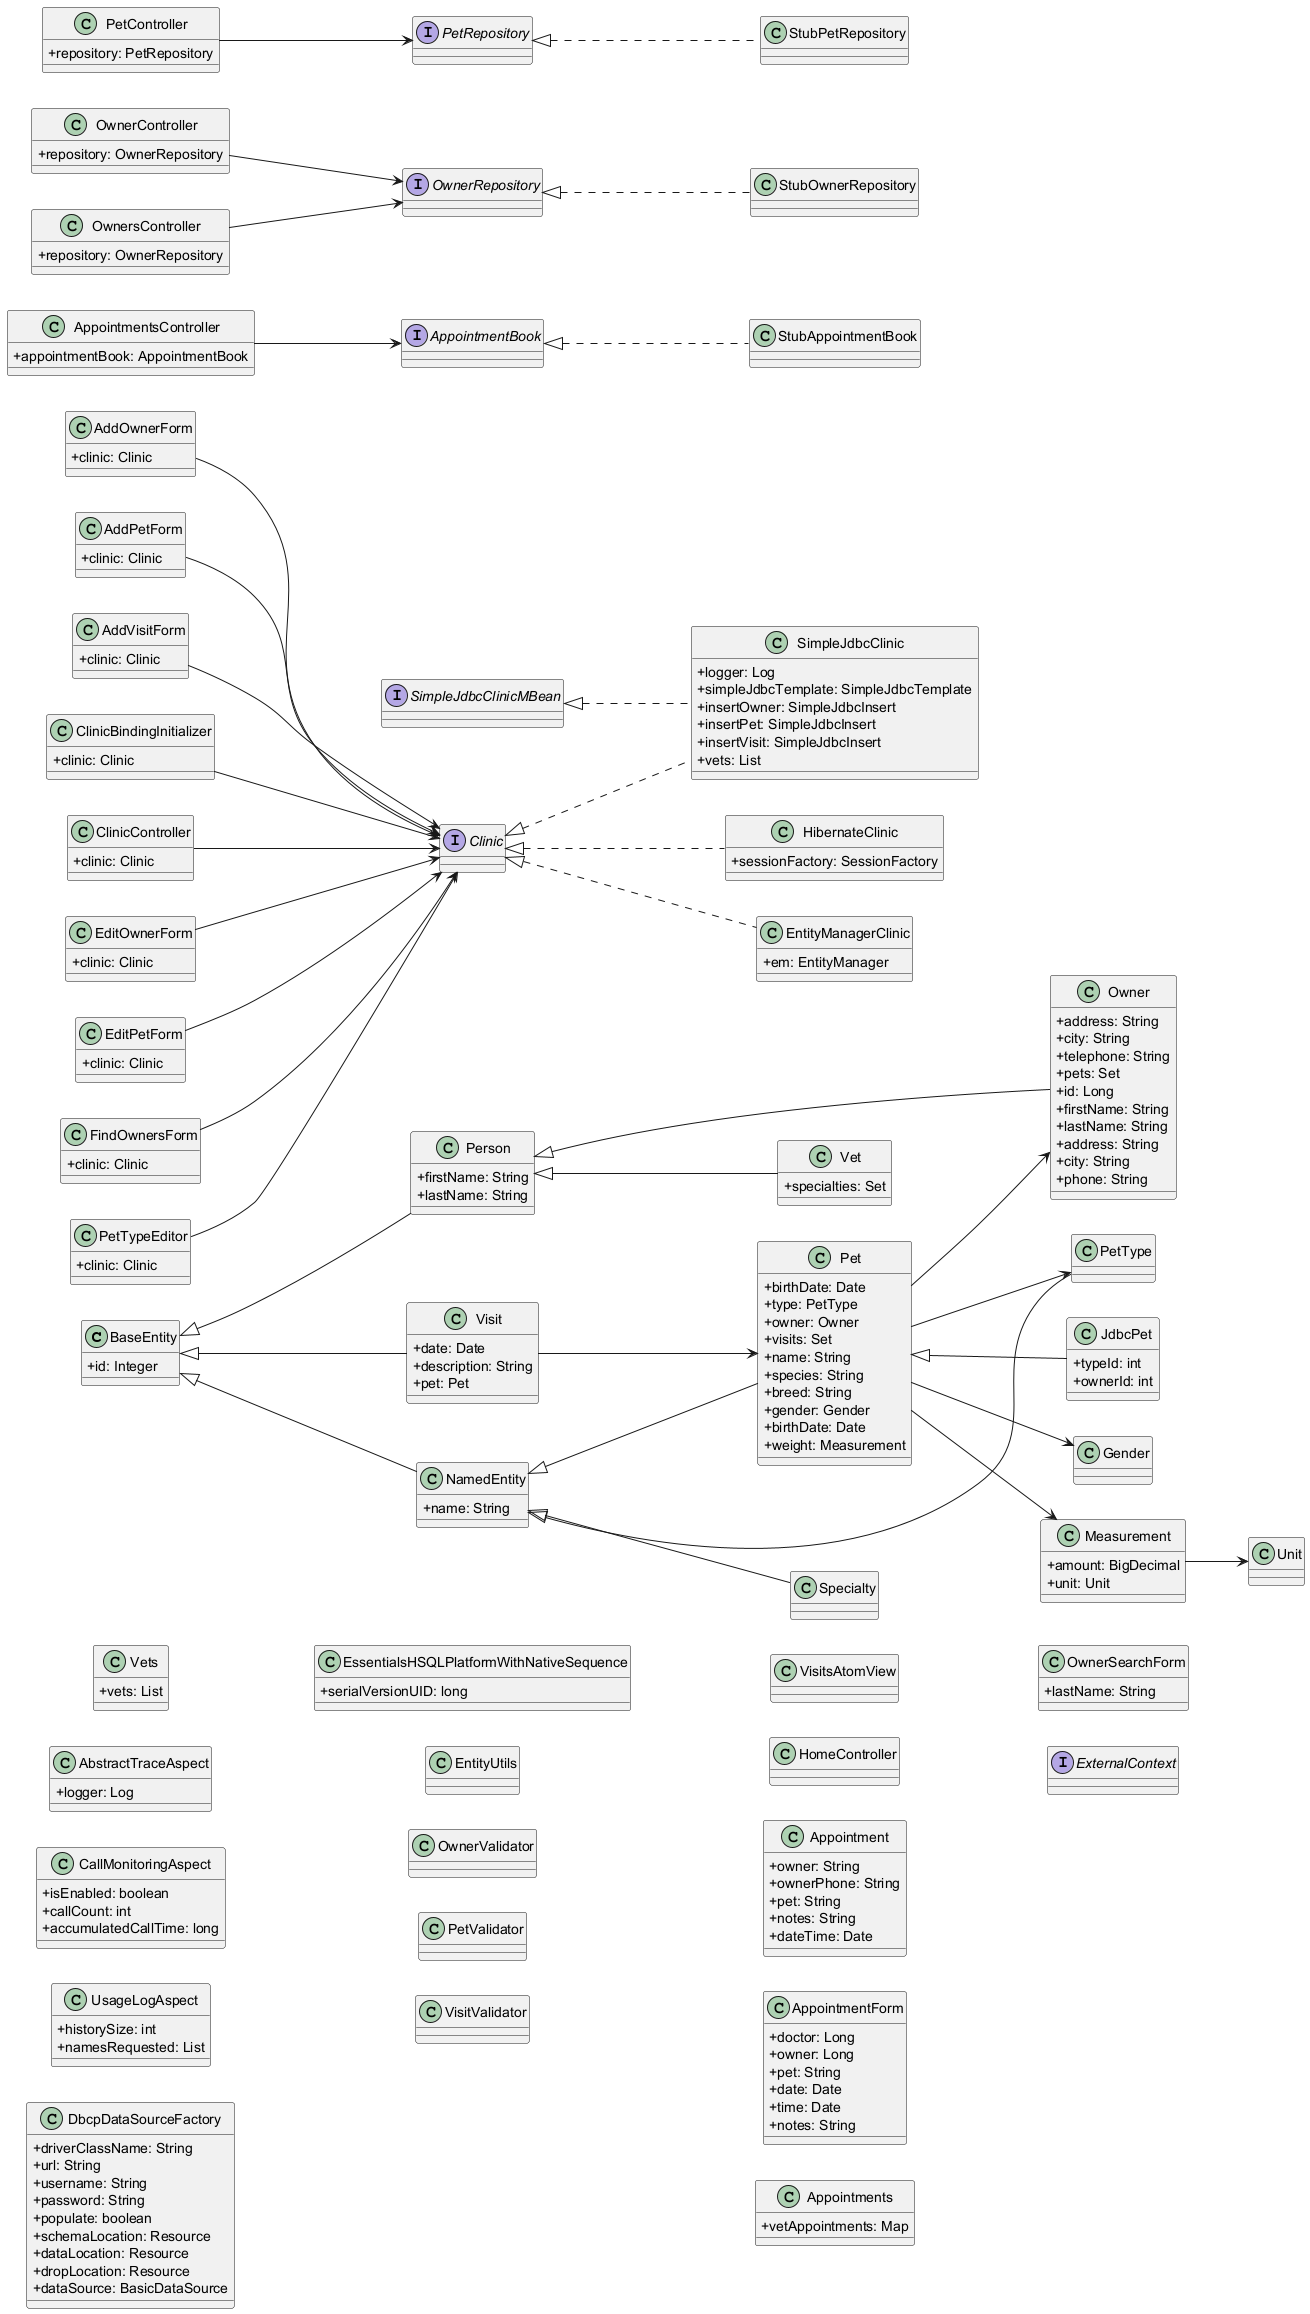 C PetController
+repository: PetRepository
I PetRepository
C StubPetRepository
C OwnerController
+repository: OwnerRepository
C OwnersController
+repository: OwnerRepository
I OwnerRepository
C StubOwnerRepository
C AppointmentsController
+appointmentBook: AppointmentBook
I AppointmentBook
C StubAppointmentBook
C AddOwnerForm
+clinic: Clinic
C AddPetForm
+clinic: Clinic
C AddVisitForm
+clinic: Clinic
C ClinicBindingInitializer
+clinic: Clinic
C ClinicController
+clinic: Clinic
C EditOwnerForm
+clinic: Clinic
C EditPetForm
+clinic: Clinic
C FindOwnersForm
+clinic: Clinic
C PetTypeEditor
+clinic: Clinic
I SimpleJdbcClinicMBean
I Clinic
C SimpleJdbcClinic
+logger: Log
+simpleJdbcTemplate: SimpleJdbcTemplate
+insertOwner: SimpleJdbcInsert
+insertPet: SimpleJdbcInsert
+insertVisit: SimpleJdbcInsert
+vets: List
C HibernateClinic
+sessionFactory: SessionFactory
C EntityManagerClinic
+em: EntityManager
C Owner
+address: String
+city: String
+telephone: String
+pets: Set
+id: Long
+firstName: String
+lastName: String
+address: String
+city: String
+phone: String
C Person
+firstName: String
+lastName: String
C Vet
+specialties: Set
C BaseEntity
+id: Integer
C Visit
+date: Date
+description: String
+pet: Pet
C NamedEntity
+name: String
C Pet
+birthDate: Date
+type: PetType
+owner: Owner
+visits: Set
+name: String
+species: String
+breed: String
+gender: Gender
+birthDate: Date
+weight: Measurement
C PetType
C JdbcPet
+typeId: int
+ownerId: int
C Gender
C Measurement
+amount: BigDecimal
+unit: Unit
C Unit
C Specialty
C Vets
+vets: List
C EssentialsHSQLPlatformWithNativeSequence
+serialVersionUID: long
C VisitsAtomView
C OwnerSearchForm
+lastName: String
C AbstractTraceAspect
+logger: Log
C EntityUtils
C HomeController
I ExternalContext
C CallMonitoringAspect
+isEnabled: boolean
+callCount: int
+accumulatedCallTime: long
C OwnerValidator
C Appointment
+owner: String
+ownerPhone: String
+pet: String
+notes: String
+dateTime: Date
C PetValidator
C UsageLogAspect
+historySize: int
+namesRequested: List
C VisitValidator
C AppointmentForm
+doctor: Long
+owner: Long
+pet: String
+date: Date
+time: Date
+notes: String
C DbcpDataSourceFactory
+driverClassName: String
+url: String
+username: String
+password: String
+populate: boolean
+schemaLocation: Resource
+dataLocation: Resource
+dropLocation: Resource
+dataSource: BasicDataSource
C Appointments
+vetAppointments: Map